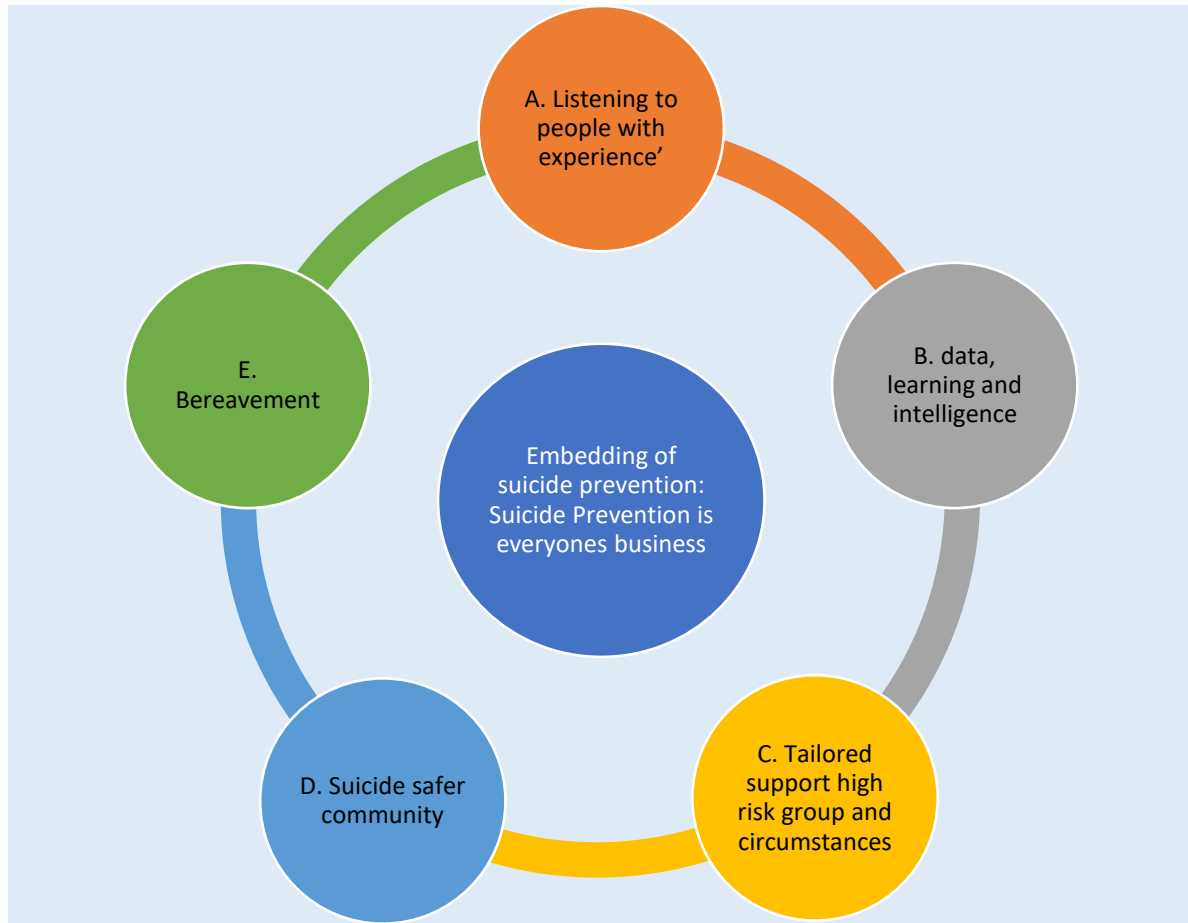 A. Listening to
people with
experience’
B. data,
learning and
intelligence
C. Tailored
support high
risk group and
circumstances
D. Suicide safer
community
E.
Bereavement
Embedding of
suicide prevention:
Suicide Prevention is
everyones business